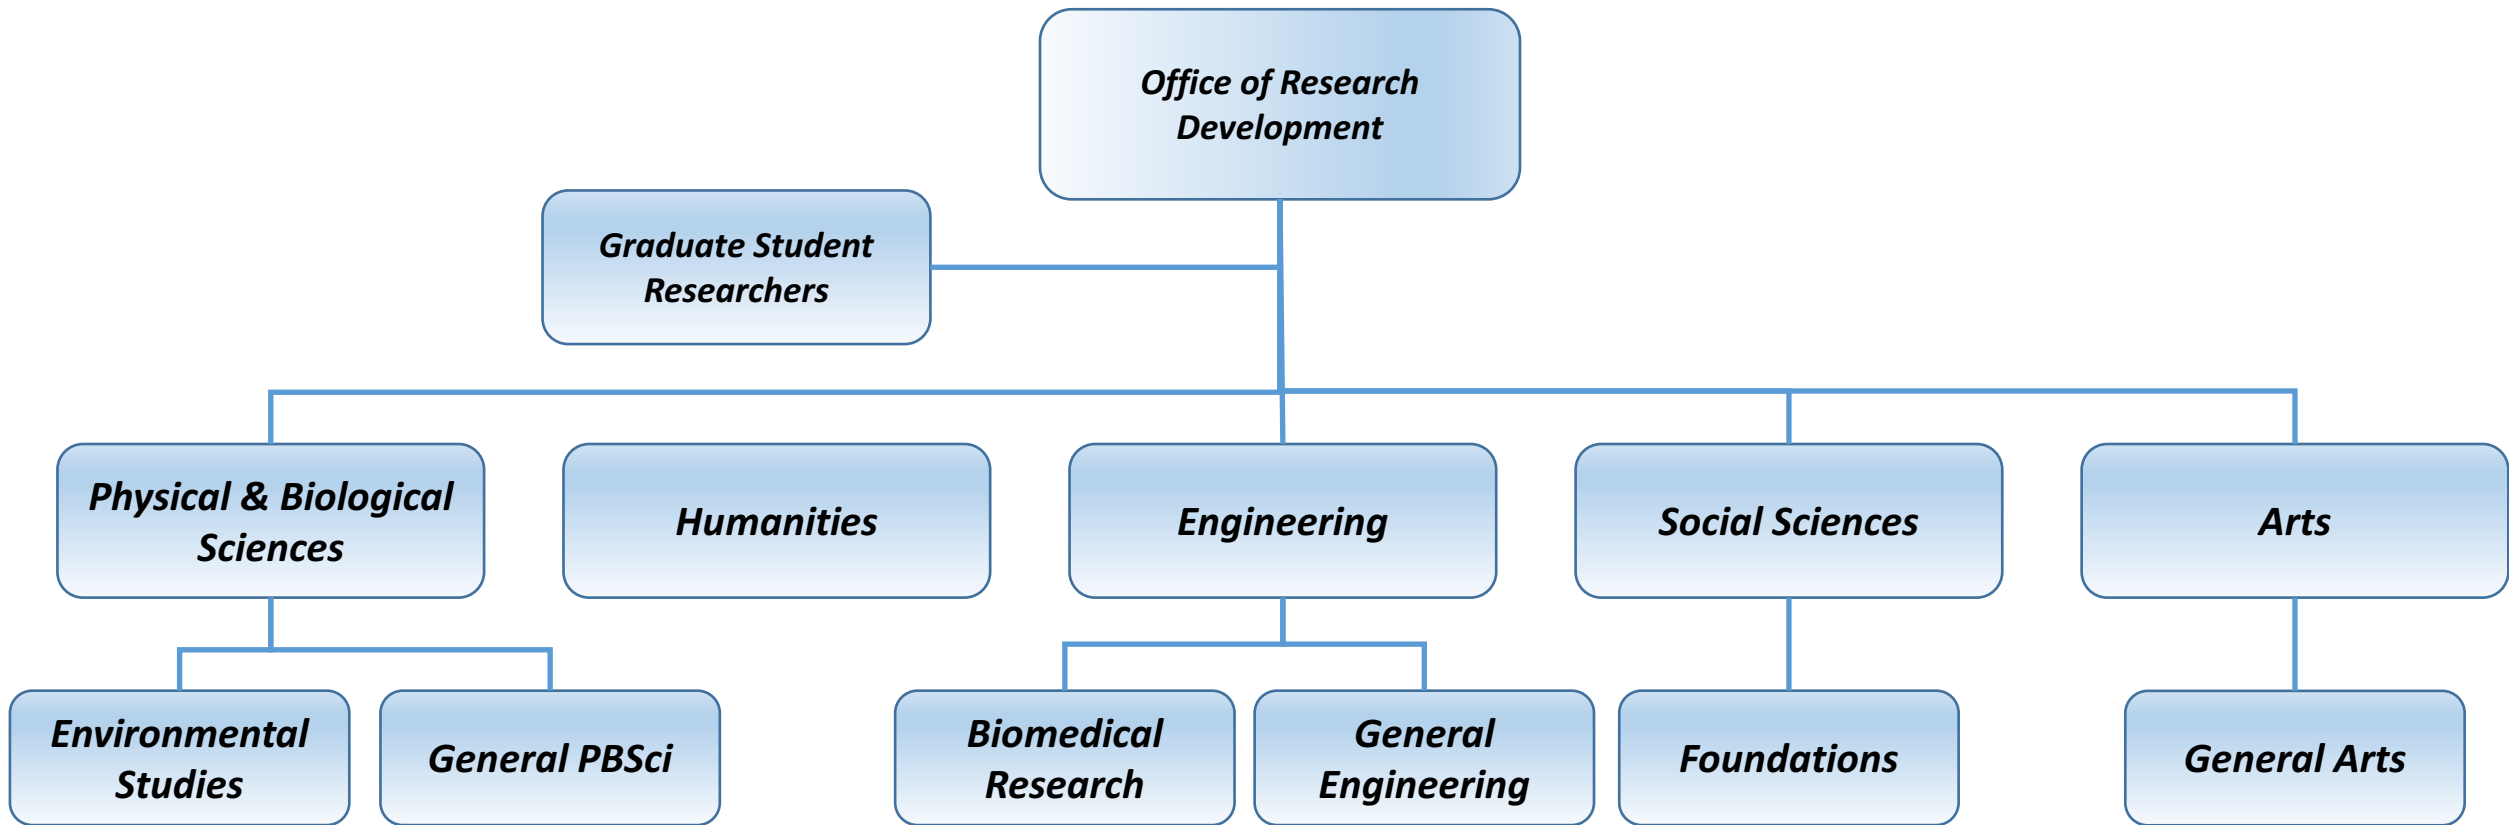 Office of Research
Development
Graduate Student
Researchers
Physical & Biological
Sciences
Humanities
Engineering
Social Sciences
Arts
Environmental
Studies
General PBSci
Biomedical
Research
General
Engineering
Foundations
General Arts